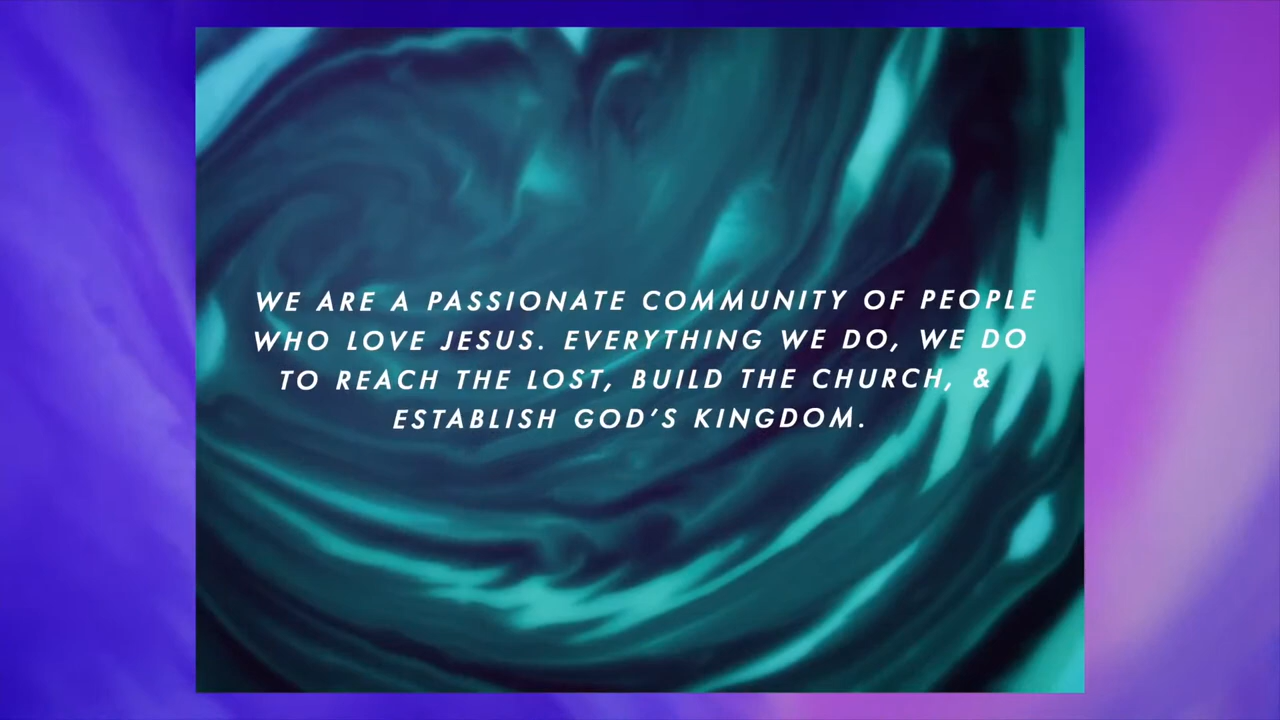 WE ARE A PASSIONATE COMMUNITY OF PEOPLE
WHO LOVE JESUS. EVERYTHING WE DO, WE DO
TO REACH THE LOST, BUILD THE CHURCH, &
ESTABLISH GOD’S KINGDOM.